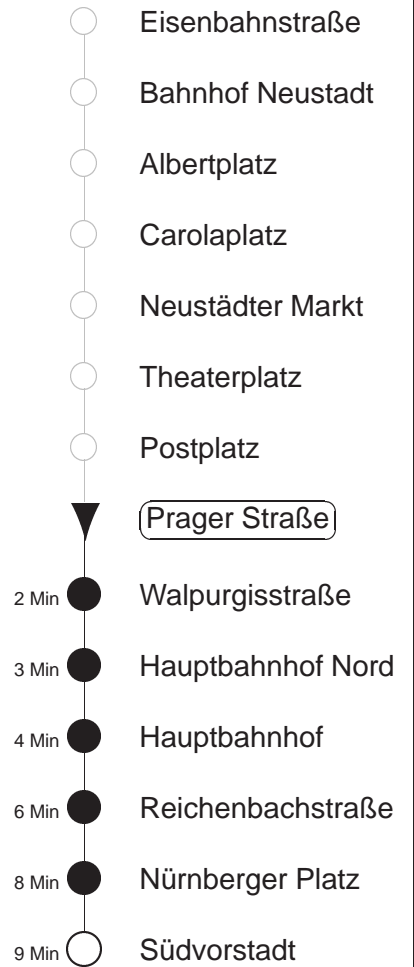 Eisenbahnstraße
Bahnhof Neustadt
Albertplatz
Carolaplatz
Neustädter Markt
Theaterplatz
Postplatz
Prager Straße
2 Min Walpurgisstraße
3 Min Hauptbahnhof Nord
4 Min Hauptbahnhof
6 Min Reichenbachstraße
8 Min Nürnberger Platz
9 Min Südvorstadt